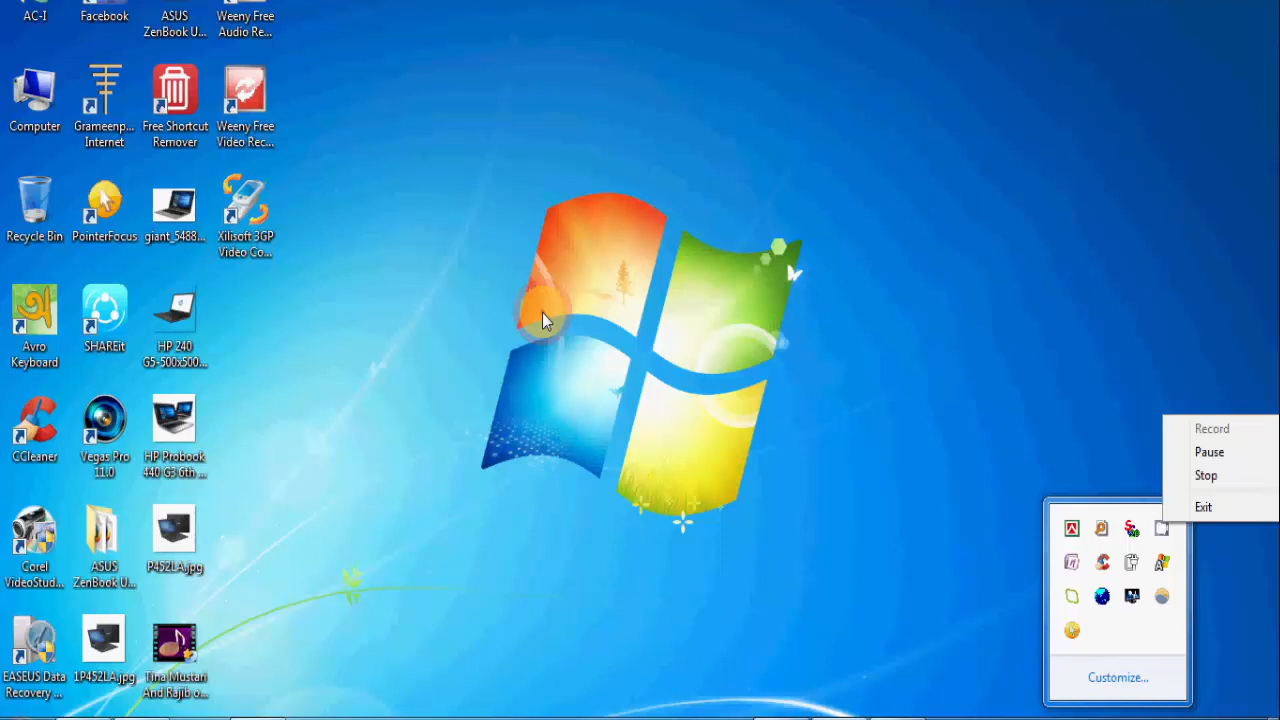 AC-I
Facebook
ASUS
ZenBook U...
Weeny Free
Audio Re...
Computer
Grameenp...
Internet
Free Shortcut
Remover
Weeny Free
Video Rec...
Recycle Bin
PointerFocus
giant_5488...
Xilisoft 3GP
Video Co...
Avro
Keyboard
SHAREit
HP 240
G5-500x500...
CCleaner
Vegas Pro
11.0
HP Probook
440 G3 6th ...
Corel
VideoStud...
ASUS
ZenBook U...
P452LA.jpg
EASEUS Data
Recovery ...
1P452LA.jpg
Tina Mustari
And Rajib o...
Record
Pause
Stop
Exit
Customize...